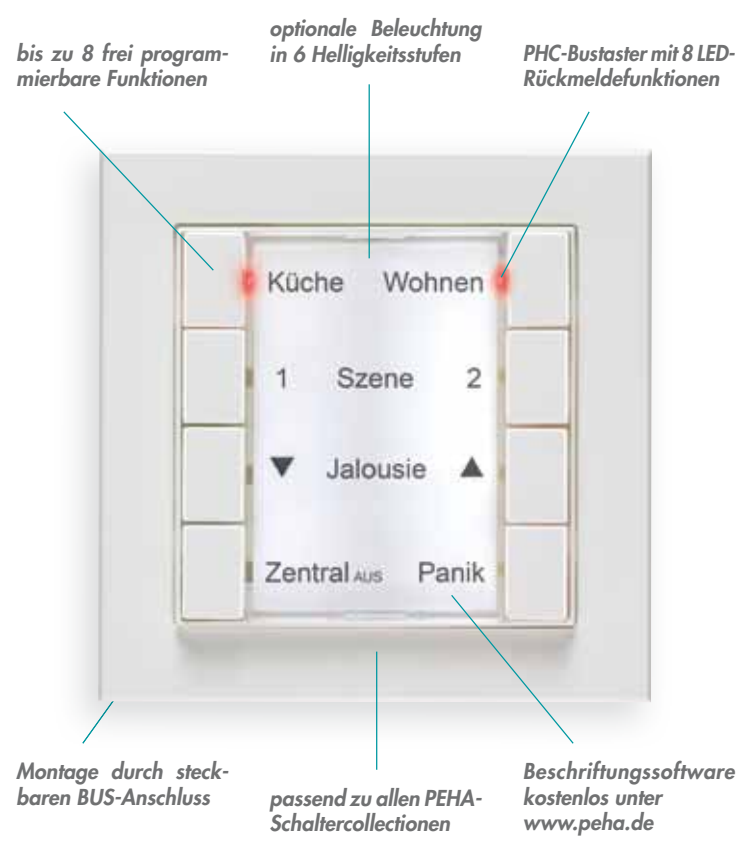 optionale Beleuchtung
in 6 Helligkeitsstufen
bis zu 8 frei program-
mierbare Funktionen
PHC-Bustaster mit 8 LED-
Rückmeldefunktionen
Küche Wohnen
1 Szene 2
▼ Jalousie ▲
Zentral AUS Panik
Montage durch steck-
baren BUS-Anschluss
passend zu allen PEHA-
Schaltercollectionen
Beschriftungssoftware
kostenlos unter
www.peha.de